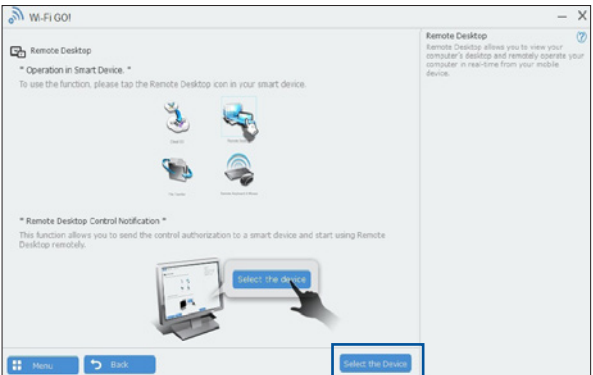 Wi-Fi GO!
Remote Desktop
" Operation in Smart Device. "
To use the function, please tap the Remote Desktop icon in your smart device.
" Remote Desktop Control Notification "
This function allows you to send the control authorization to a smart device and start using Remote
Desktop remotely.
Select the device
Menu
Back
Select the Device
Remote Desktop
Remote Desktop allows you to view your
computer's desktop and remotely operate your
computer in real-time from your mobile
device.